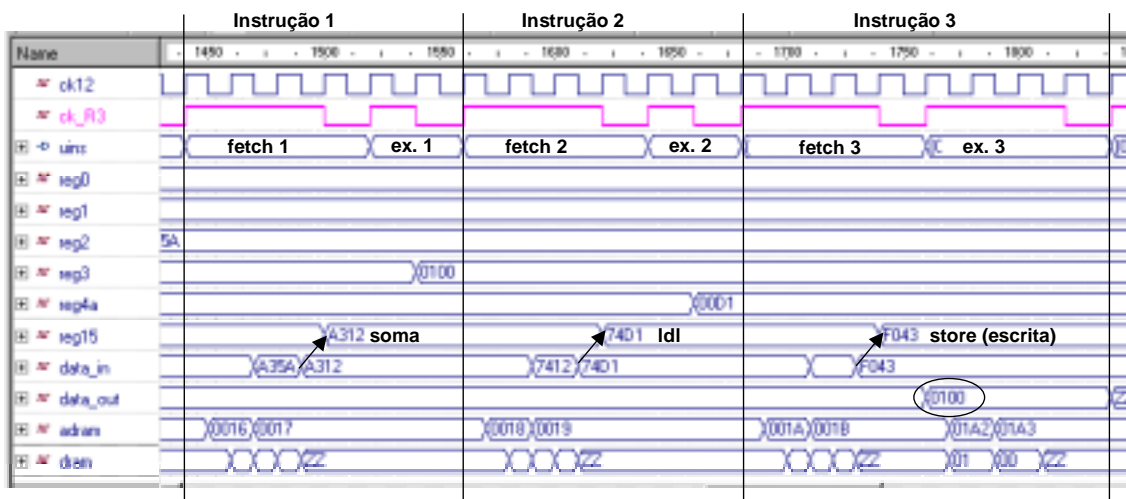 Instrução 1 Instrução 2 Instrução 3
Name 1450 1500 1550 1600 1650 1700 1750 1800
ck12
ck_R3
uins fetch 1 ex. 1 fetch 2 ex. 2 fetch 3 ex. 3
reg0
reg1
reg2 5A
reg3 0100
reg4a 00D1
reg15 A312 soma 74D1 ldl F043 store (escrita)
data_in A35A A312 7412 74D1 F043
data_out 0100
adram 0016 0017 0018 0019 001A 001B 01A2 01A3
dram ZZ ZZ ZZ 01 00 ZZ